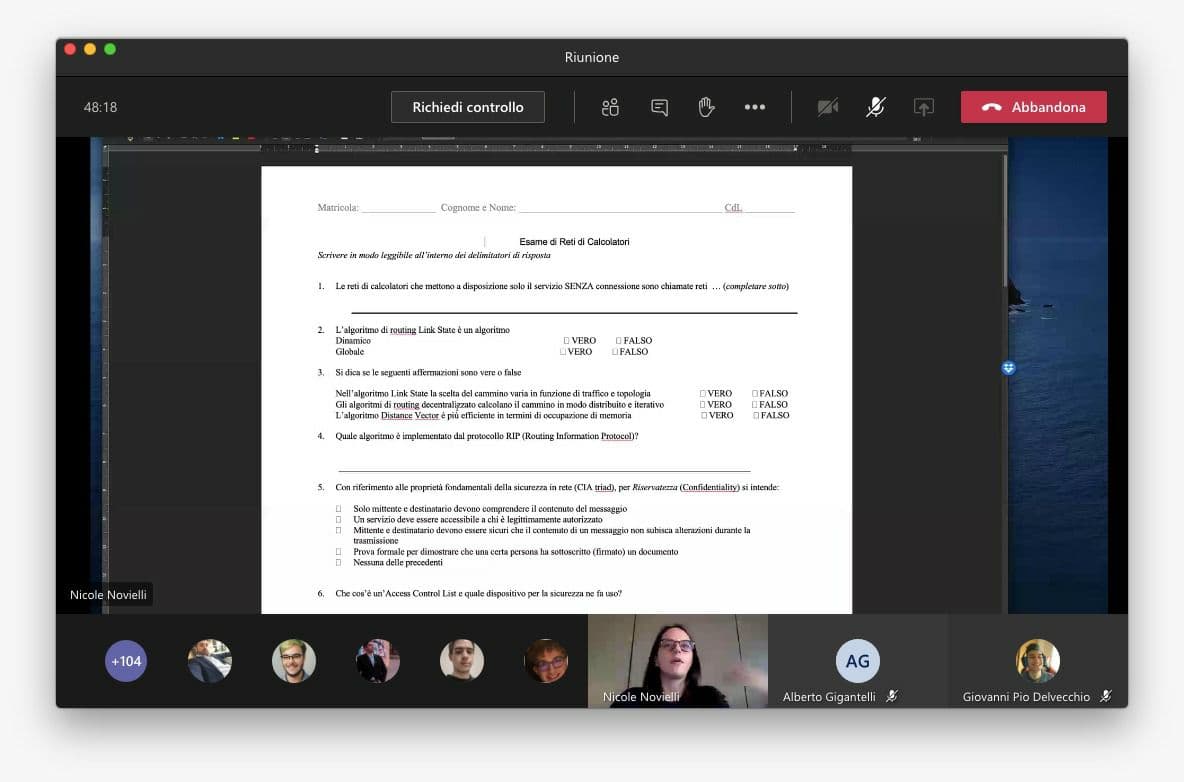 Riunione
48:18
Richiedi controllo
Abbandona
Matricola: _______________ Cognome e Nome: __________________________________________ CdL __________
Esame di Reti di Calcolatori
Scrivere in modo leggibile all'interno dei delimitatori di risposta
1. Le reti di calcolatori che mettono a disposizione solo il servizio SENZA connessione sono chiamate reti … (completare sotto)
2. L'algoritmo di routing Link State è un algoritmo
Dinamico □ VERO □ FALSO
Globale □ VERO □ FALSO
3. Si dica se le seguenti affermazioni sono vere o false
Nell'algoritmo Link State la scelta del cammino varia in funzione di traffico e topologia □ VERO □ FALSO
Gli algoritmi di routing decentralizzato calcolano il cammino in modo distribuito e iterativo □ VERO □ FALSO
L'algoritmo Distance Vector è più efficiente in termini di occupazione di memoria □ VERO □ FALSO
4. Quale algoritmo è implementato dal protocollo RIP (Routing Information Protocol)?
5. Con riferimento alle proprietà fondamentali della sicurezza in rete (CIA triad), per Riservatezza (Confidentiality) si intende:
□ Solo mittente e destinatario devono comprendere il contenuto del messaggio
□ Un servizio deve essere accessibile a chi è legittimamente autorizzato
□ Mittente e destinatario devono essere sicuri che il contenuto di un messaggio non subisca alterazioni durante la
trasmissione
□ Prova formale per dimostrare che una certa persona ha sottoscritto (firmato) un documento
□ Nessuna delle precedenti
6. Che cos'è un'Access Control List e quale dispositivo per la sicurezza ne fa uso?
Nicole Novielli
+104
AG
Nicole Novielli
Alberto Gigantelli
Giovanni Pio Delvecchio